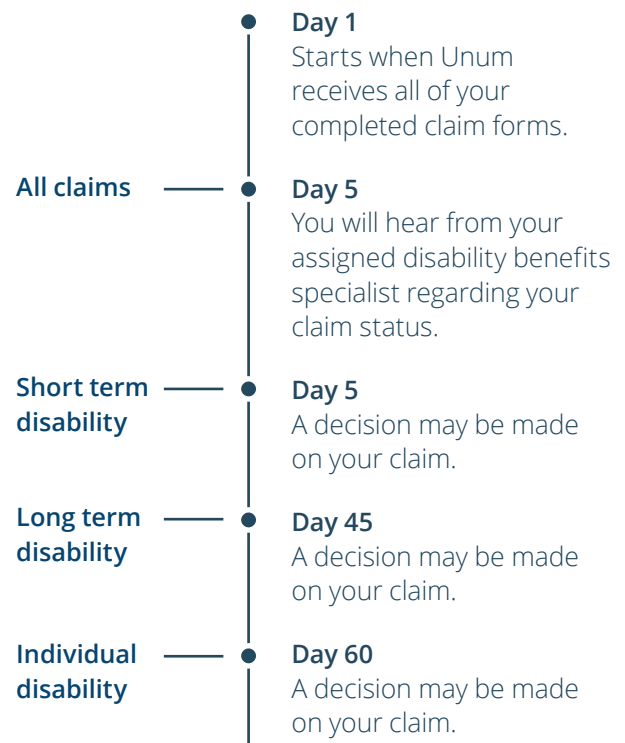 Day 1
Starts when Unum
receives all of your
completed claim forms.
All claims
Day 5
You will hear from your
assigned disability benefits
specialist regarding your
claim status.
Short term
disability
Day 5
A decision may be made
on your claim.
Long term
disability
Day 45
A decision may be made
on your claim.
Individual
disability
Day 60
A decision may be made
on your claim.